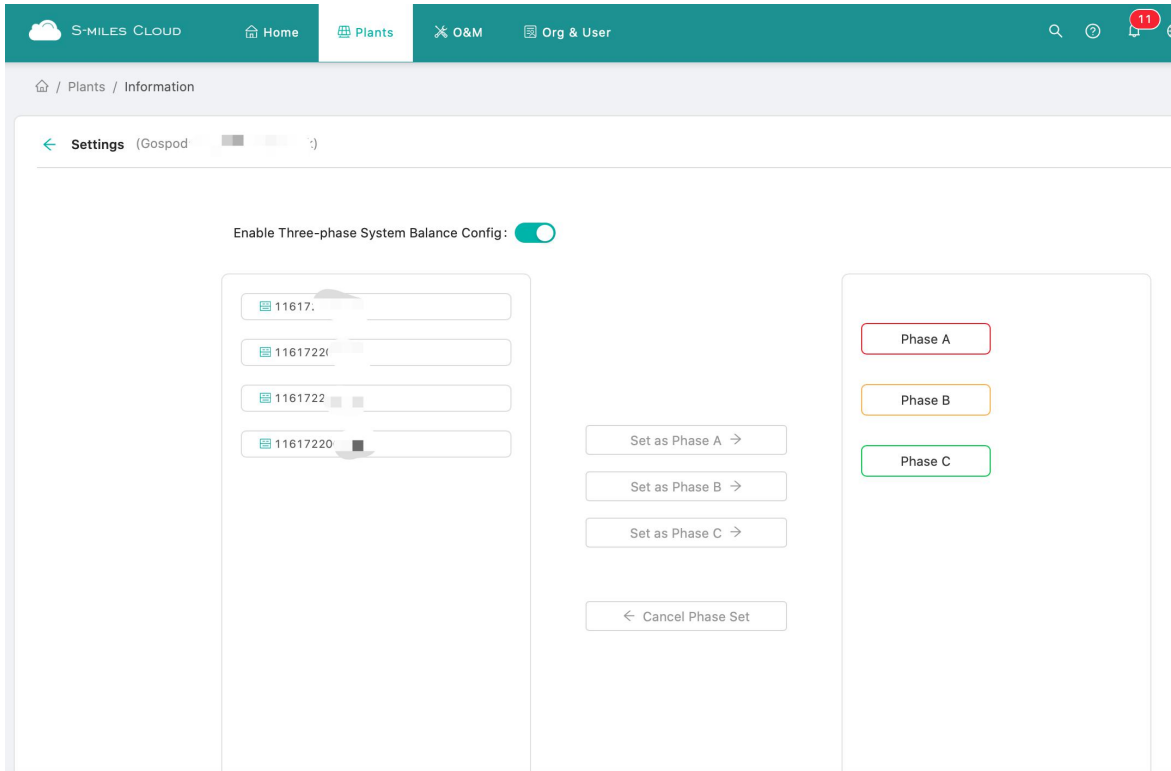 S-MILES CLOUD Home Plants O&M Org & User 11
/ Plants / Information
Settings (Gospod :)
Enable Three-phase System Balance Config:
11617
1161722
1161722
11617220
Phase A
Phase B
Phase C
Set as Phase A →
Set as Phase B →
Set as Phase C →
← Cancel Phase Set